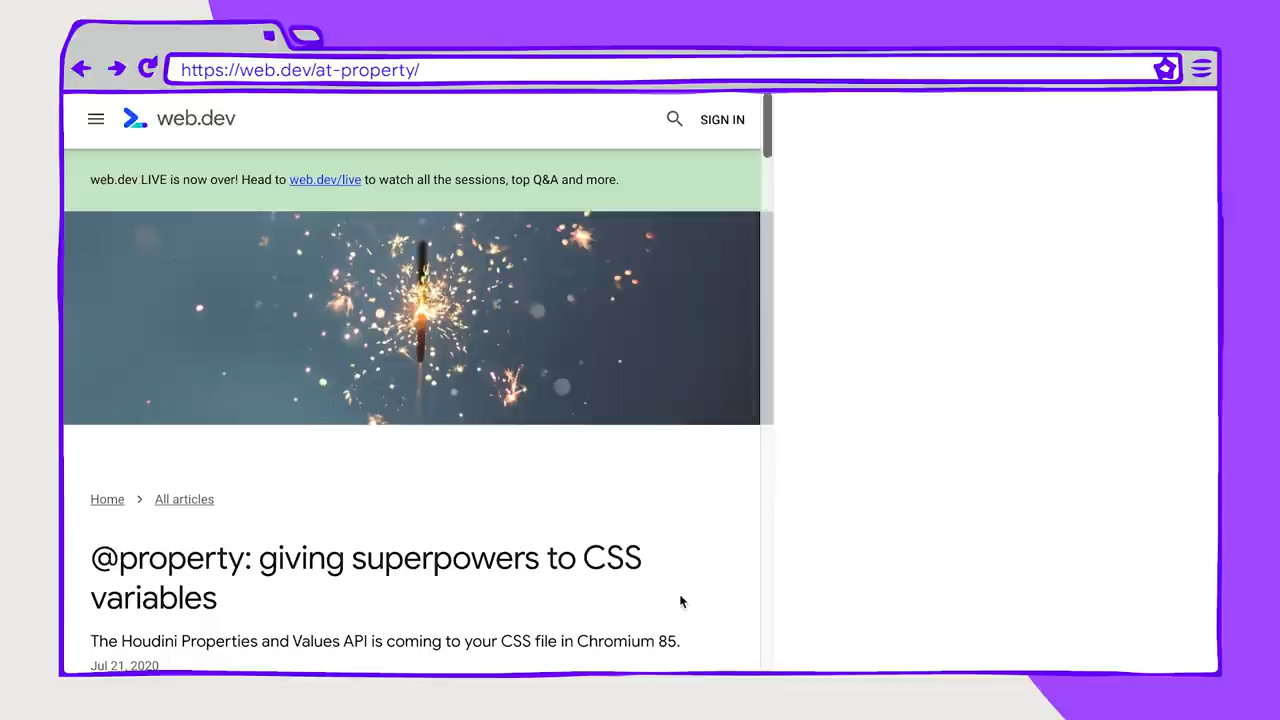 https://web.dev/at-property/
web.dev
SIGN IN
web.dev LIVE is now over! Head to web.dev/live to watch all the sessions, top Q&A and more.
Home > All articles
@property: giving superpowers to CSS
variables
The Houdini Properties and Values API is coming to your CSS file in Chromium 85.
Jul 21, 2020